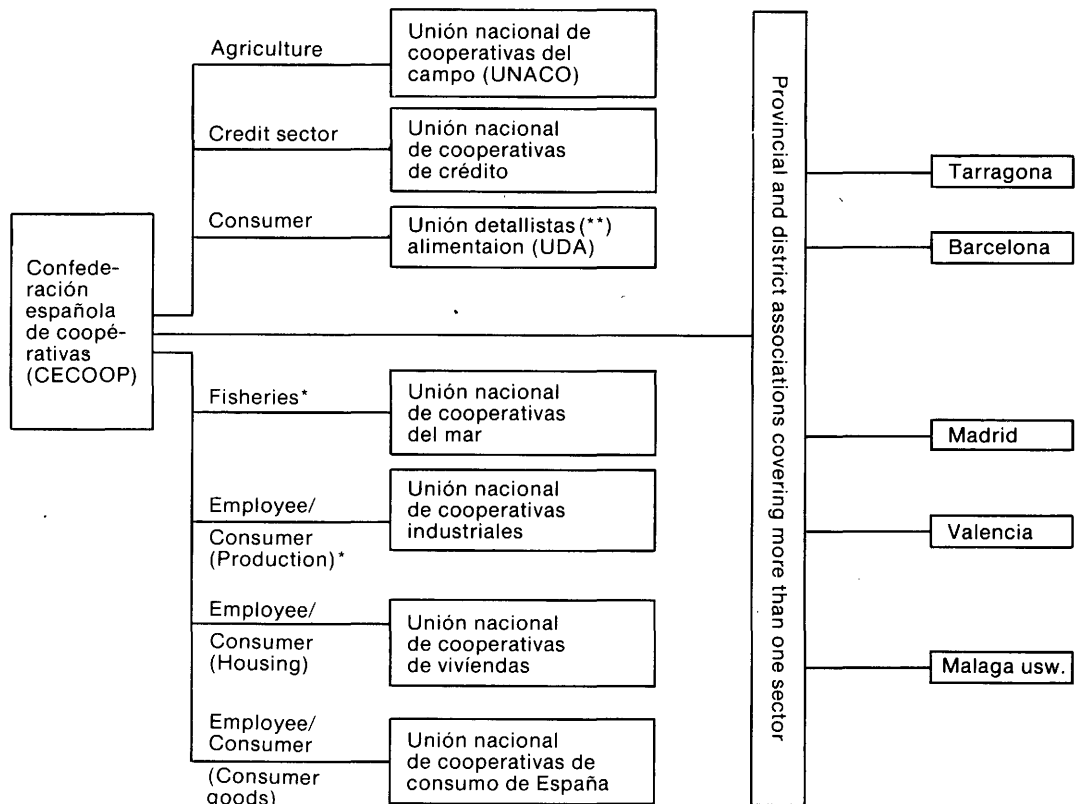 Confede-
ración
española
de coopé-
rativas
(CECOOP)
Agriculture
Unión nacional de
cooperativas del
campo (UNACO)
Credit sector
Unión nacional
de cooperativas
de crédito
Consumer
Unión detallistas (**)
alimentaion (UDA)
Fisheries*
Unión nacional
de cooperativas
del mar
Employee/
Consumer
(Production)*
Unión nacional
de cooperativas
industriales
Employee/
Consumer
(Housing)
Unión nacional
de cooperativas
de vivíendas
Employee/
Consumer
(Consumer
goods)
Unión nacional
de cooperativas de
consumo de España
Provincial and district associations covering more than one sector
Tarragona
Barcelona
Madrid
Valencia
Malaga usw.